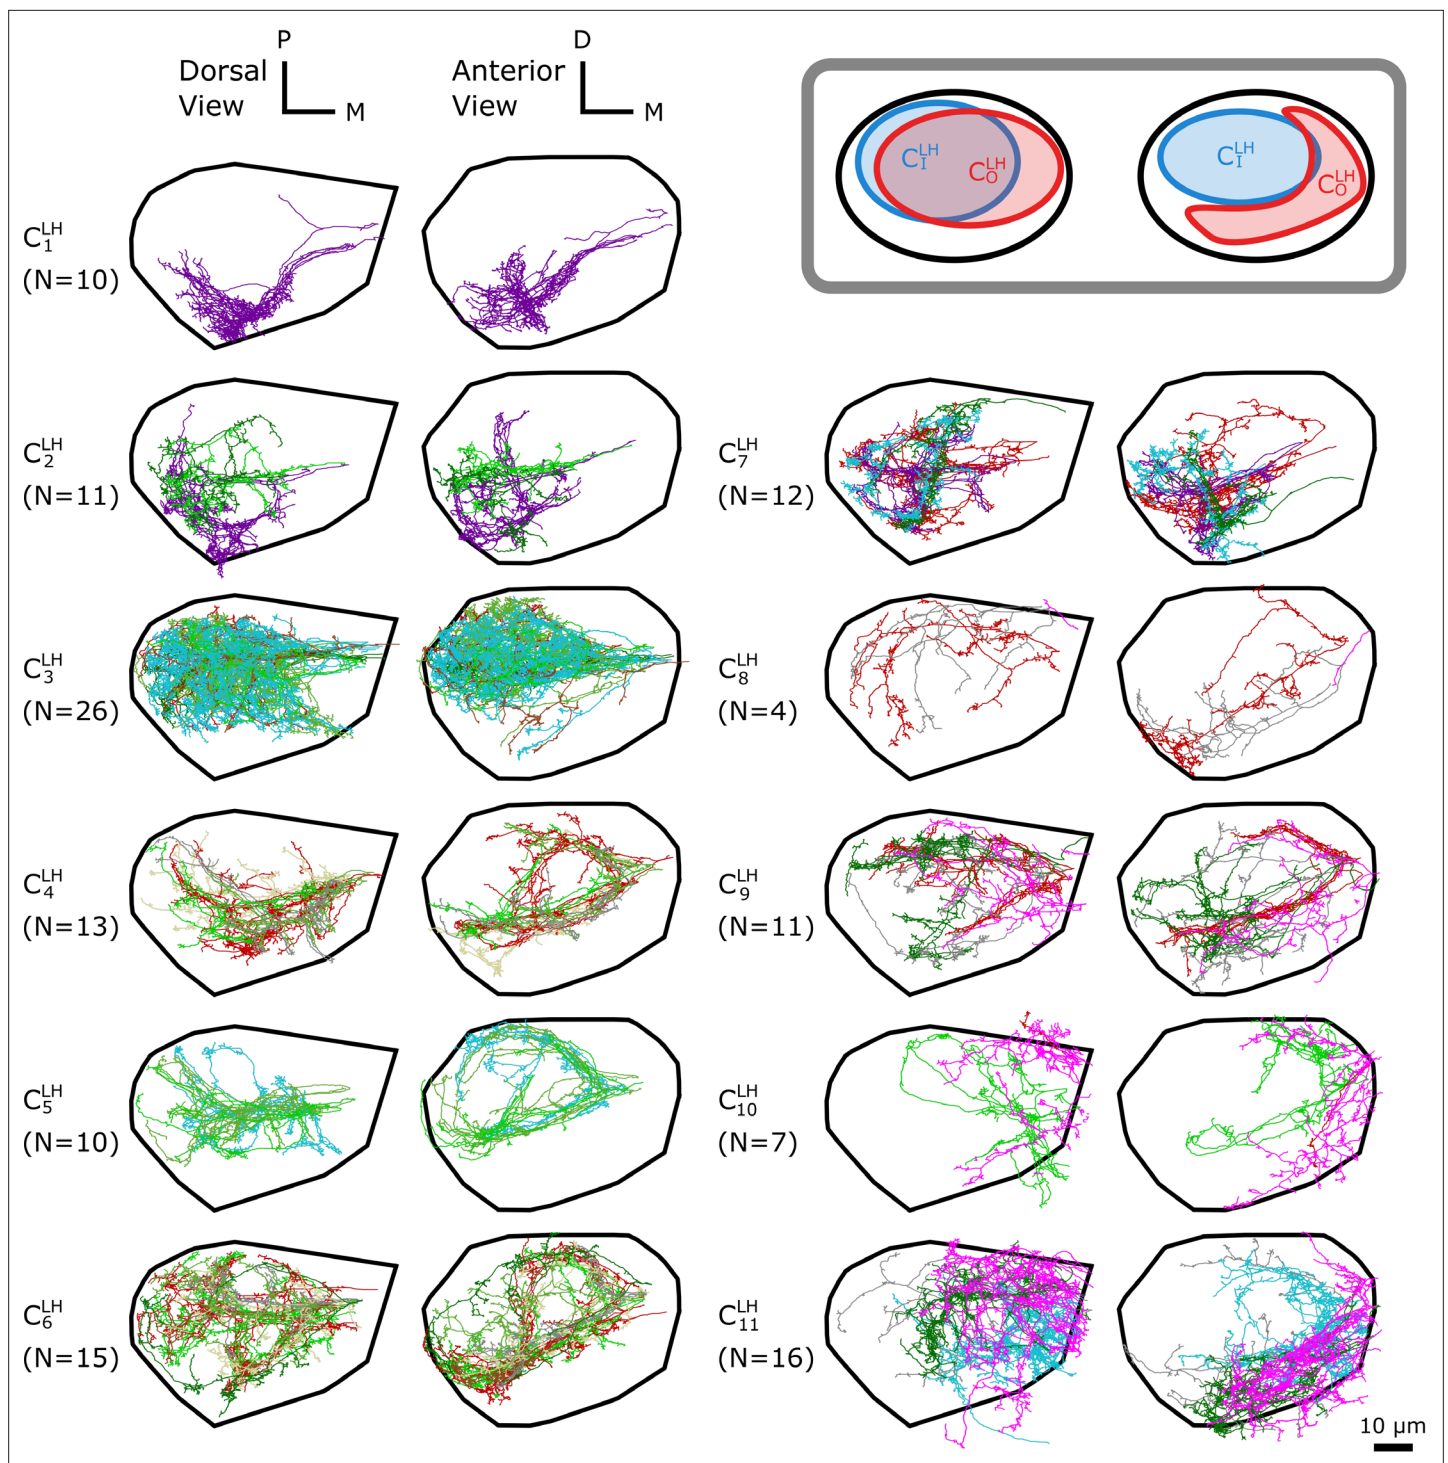 P
Dorsal
View
M
D
Anterior
View
M
C_I^LH
C_O^LH
C_I^LH
C_O^LH
C_1^LH
(N=10)
C_2^LH
(N=11)
C_3^LH
(N=26)
C_4^LH
(N=13)
C_5^LH
(N=10)
C_6^LH
(N=15)
C_7^LH
(N=12)
C_8^LH
(N=4)
C_9^LH
(N=11)
C_10^LH
(N=7)
C_11^LH
(N=16)
10 µm